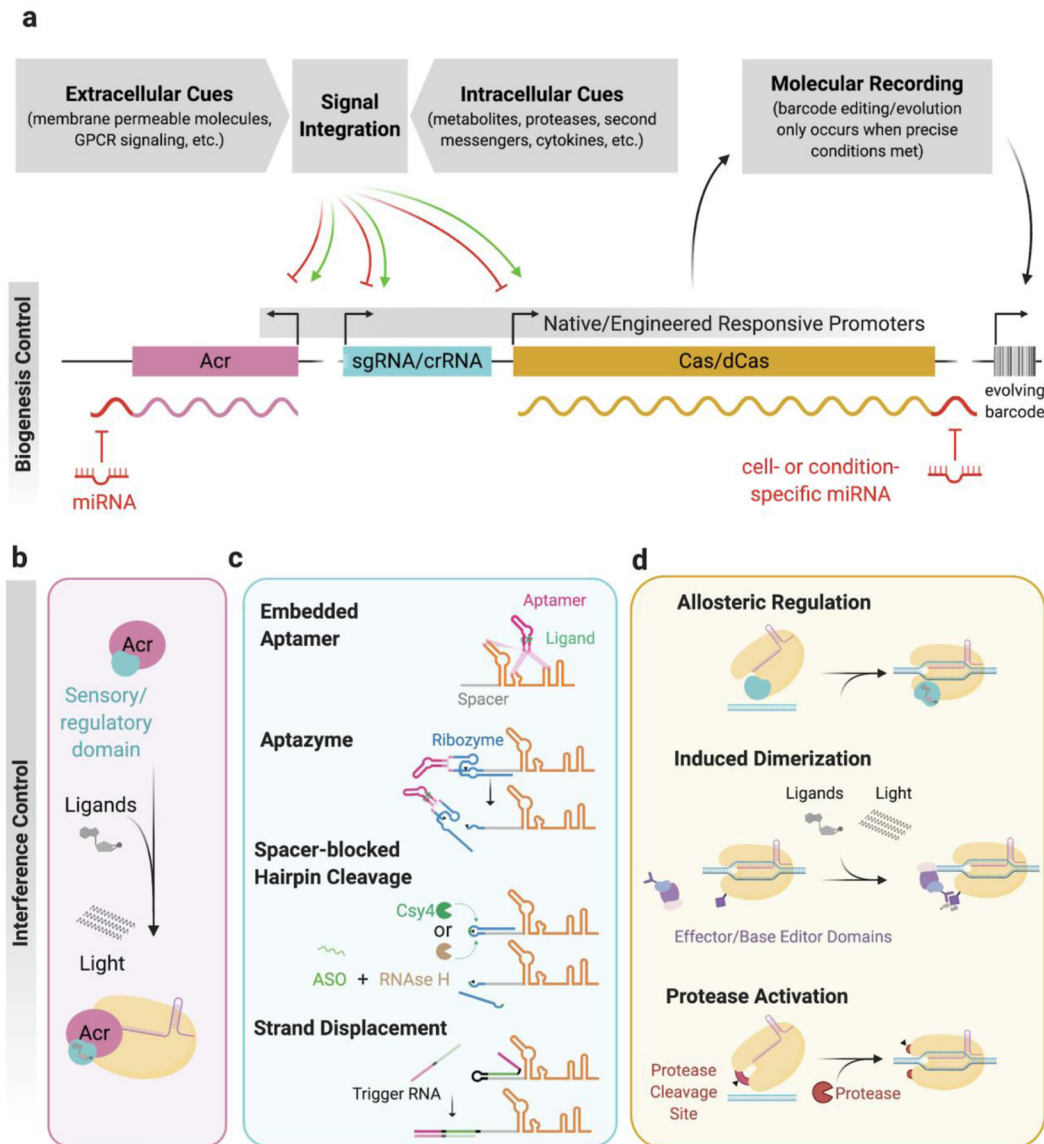 a
Extracellular Cues
(membrane permeable molecules,
GPCR signaling, etc.)
Signal
Integration
Intracellular Cues
(metabolites, proteases, second
messengers, cytokines, etc.)
Molecular Recording
(barcode editing/evolution
only occurs when precise
conditions met)
Biogenesis Control
Native/Engineered Responsive Promoters
Acr
sgRNA/crRNA
Cas/dCas
evolving
barcode
miRNA
cell- or condition-
specific miRNA
Interference Control
b
Acr
Sensory/
regulatory
domain
Ligands
Light
Acr
c
Embedded
Aptamer
Aptamer
Ligand
Spacer
Aptazyme
Ribozyme
Spacer-blocked
Hairpin Cleavage
Csy4
or
ASO + RNAse H
Strand Displacement
Trigger RNA
d
Allosteric Regulation
Induced Dimerization
Ligands
Light
Effector/Base Editor Domains
Protease Activation
Protease
Cleavage
Site
Protease